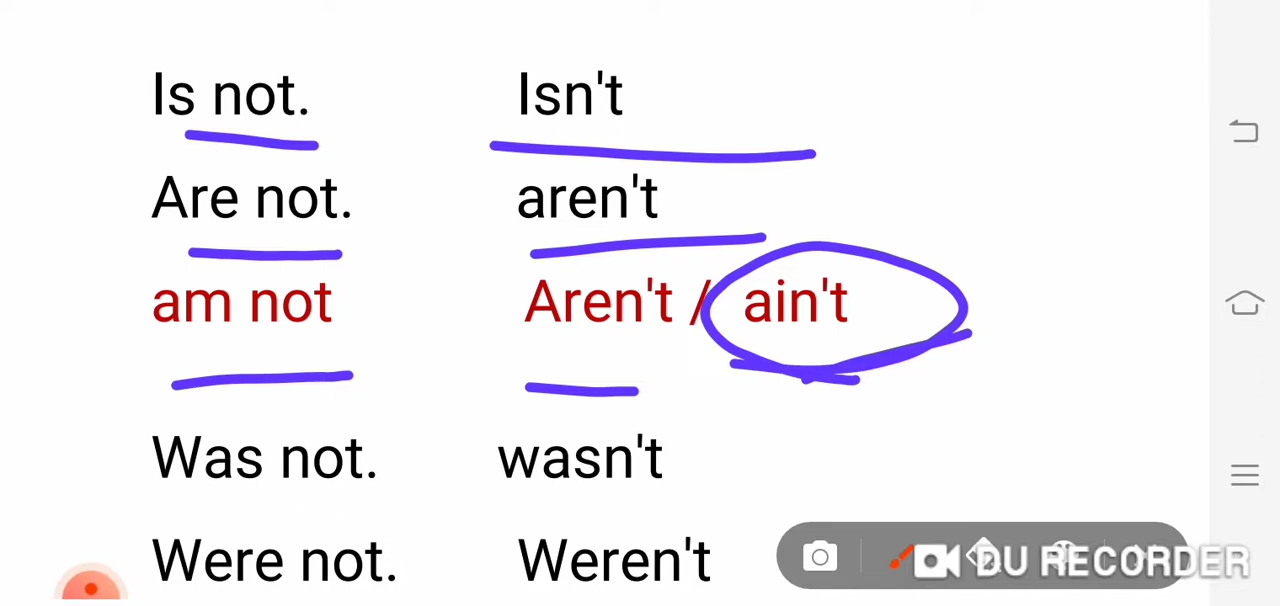 Is not. Isn't
Are not. aren't
am not Aren't / ain't
Was not. wasn't
Were not. Weren't
DU RECORDER